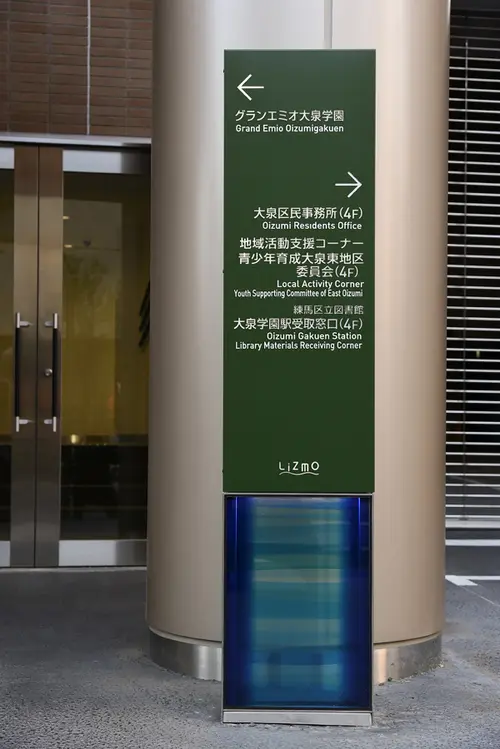 ←
グランエミオ大泉学園
Grand Emio Oizumigakuen
→
大泉区民事務所(4F)
Oizumi Residents Office
地域活動支援コーナー
青少年育成大泉東地区
委員会(4F)
Local Activity Corner
Youth Supporting Committee of East Oizumi
練馬区立図書館
大泉学園駅受取窓口(4F)
Oizumi Gakuen Station
Library Materials Receiving Corner
LizmO